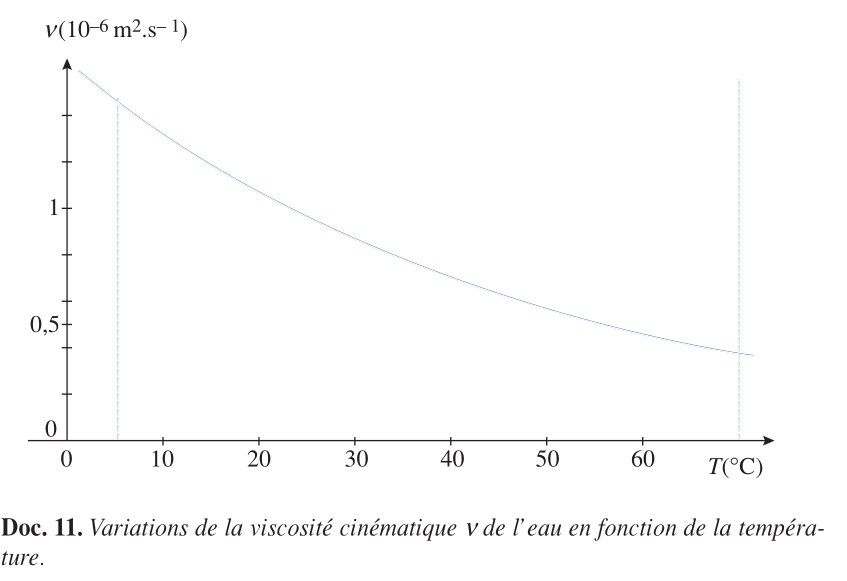 ν(10–6 m2.s– 1)
1
0,5
0
0 10 20 30 40 50 60 T(°C)
Doc. 11. Variations de la viscosité cinématique ν de l'eau en fonction de la tempéra-
ture.